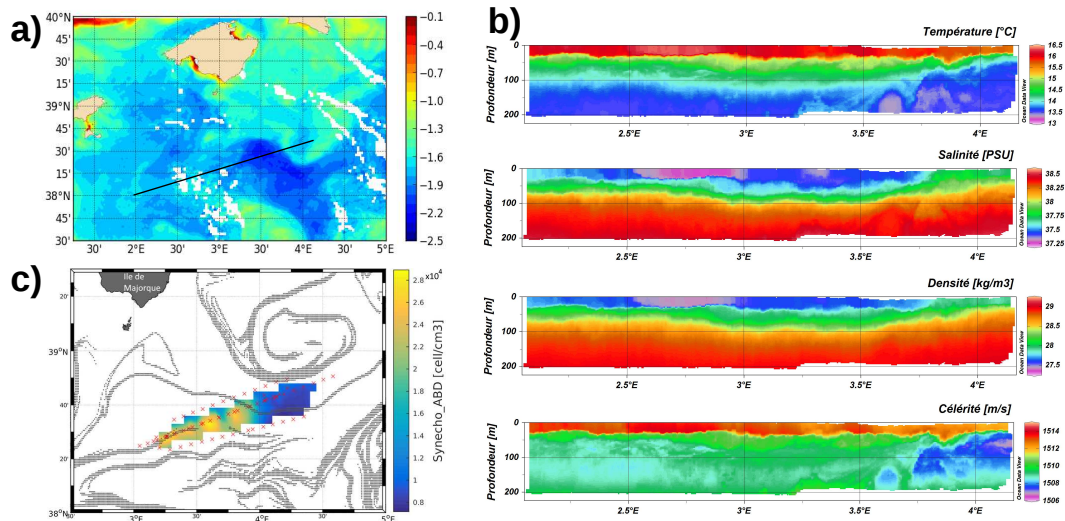 a)
40°N
45'
30'
15'
39°N
45'
30'
15'
38°N
45'
30'
30'
2°E
30'
3°E
30'
4°E
30'
5°E
−0.1
−0.4
−0.7
−1.0
−1.3
−1.6
−1.9
−2.2
−2.5
b)
Température [°C]
Profondeur [m]
0
100
200
2.5°E
3°E
3.5°E
4°E
Ocean Data View
16.5
16
15.5
15
14.5
14
13.5
13
Salinité [PSU]
Profondeur [m]
0
100
200
2.5°E
3°E
3.5°E
4°E
Ocean Data View
38.5
38.25
38
37.75
37.5
37.25
Densité [kg/m3]
Profondeur [m]
0
100
200
2.5°E
3°E
3.5°E
4°E
Ocean Data View
29
28.5
28
27.5
Célérité [m/s]
Profondeur [m]
0
100
200
2.5°E
3°E
3.5°E
4°E
Ocean Data View
1514
1512
1510
1508
1506
c)
Ile de
Majorque
20'
39°N
40'
20'
38°N
20'
40'
3°E
20'
40'
4°E
20'
40'
5°E
×10⁴
2.8
2.6
2.4
2.2
2
1.8
1.6
1.4
1.2
1
0.8
Synecho_ABD [cell/cm3]